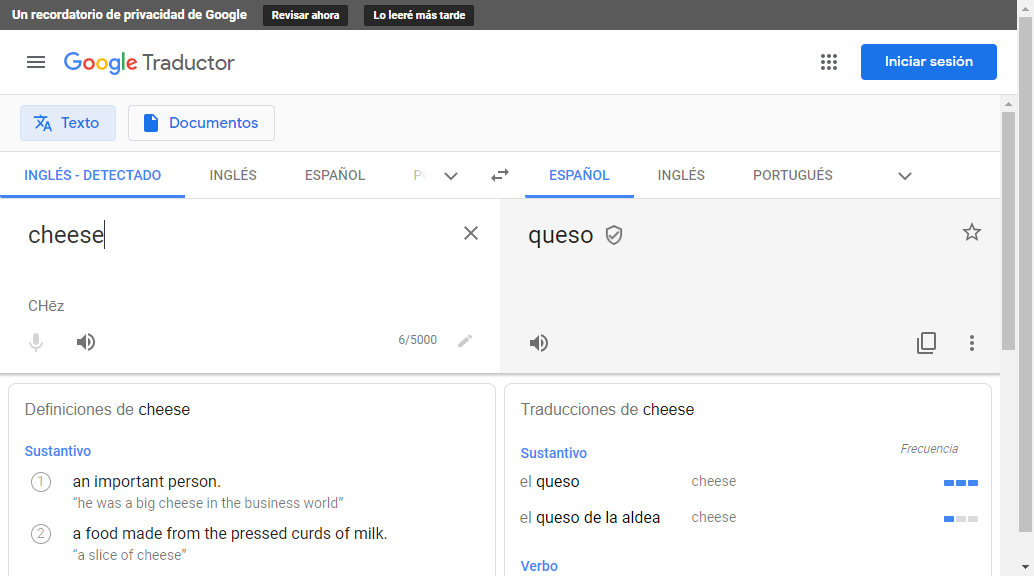 Un recordatorio de privacidad de Google Revisar ahora Lo leeré más tarde
Google Traductor Iniciar sesión
Texto Documentos
INGLÉS - DETECTADO INGLÉS ESPAÑOL ESPAÑOL INGLÉS PORTUGUÉS
cheese queso
CHēz
6/5000
Definiciones de cheese
Sustantivo
1 an important person.
“he was a big cheese in the business world”
2 a food made from the pressed curds of milk.
“a slice of cheese”
Traducciones de cheese
Sustantivo Frecuencia
el queso cheese
el queso de la aldea cheese
Verbo